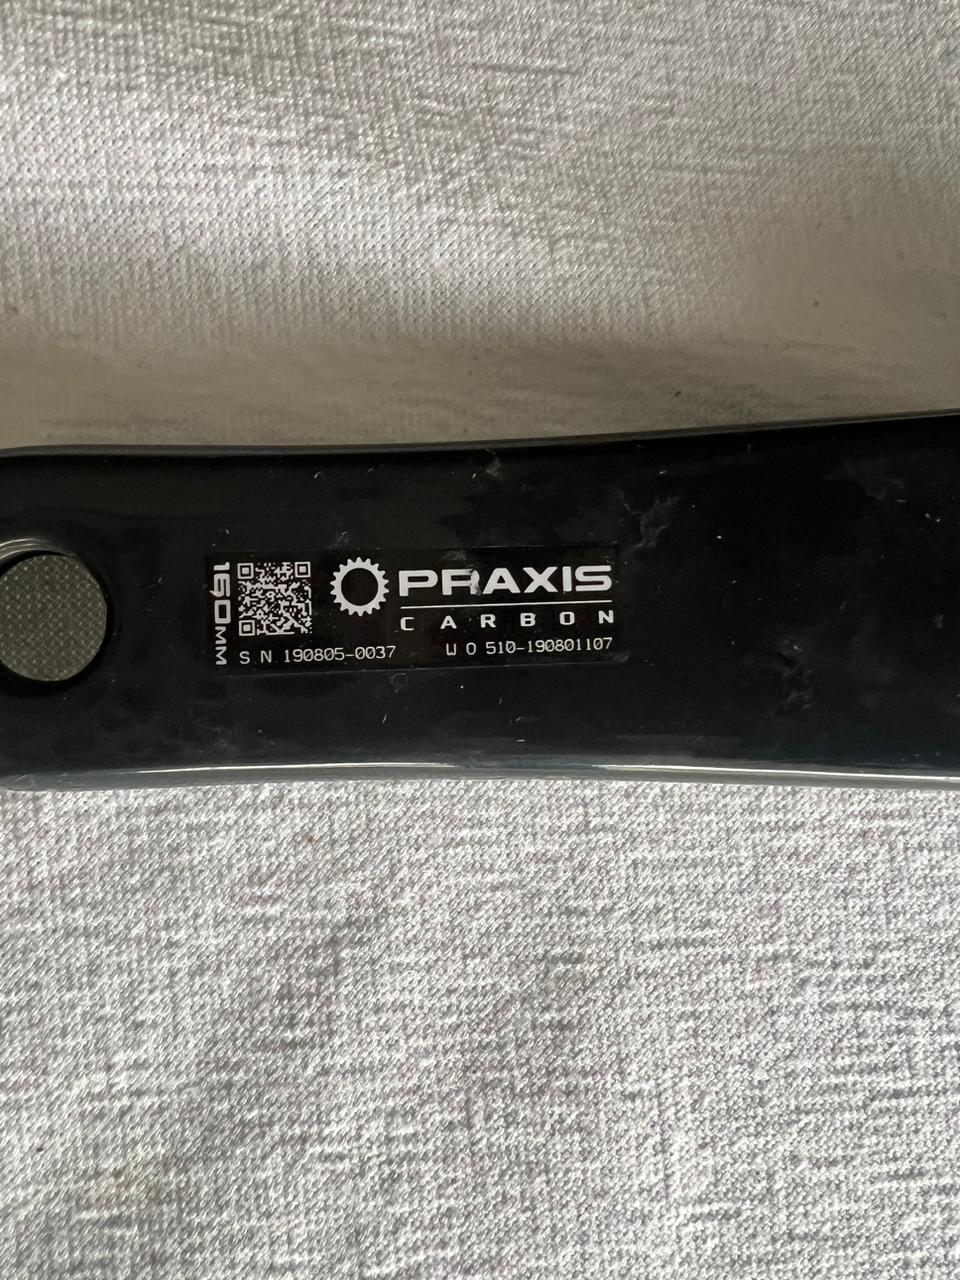 160MM
PRAXIS
CARBON
S N 190805-0037
W O 510-190801107